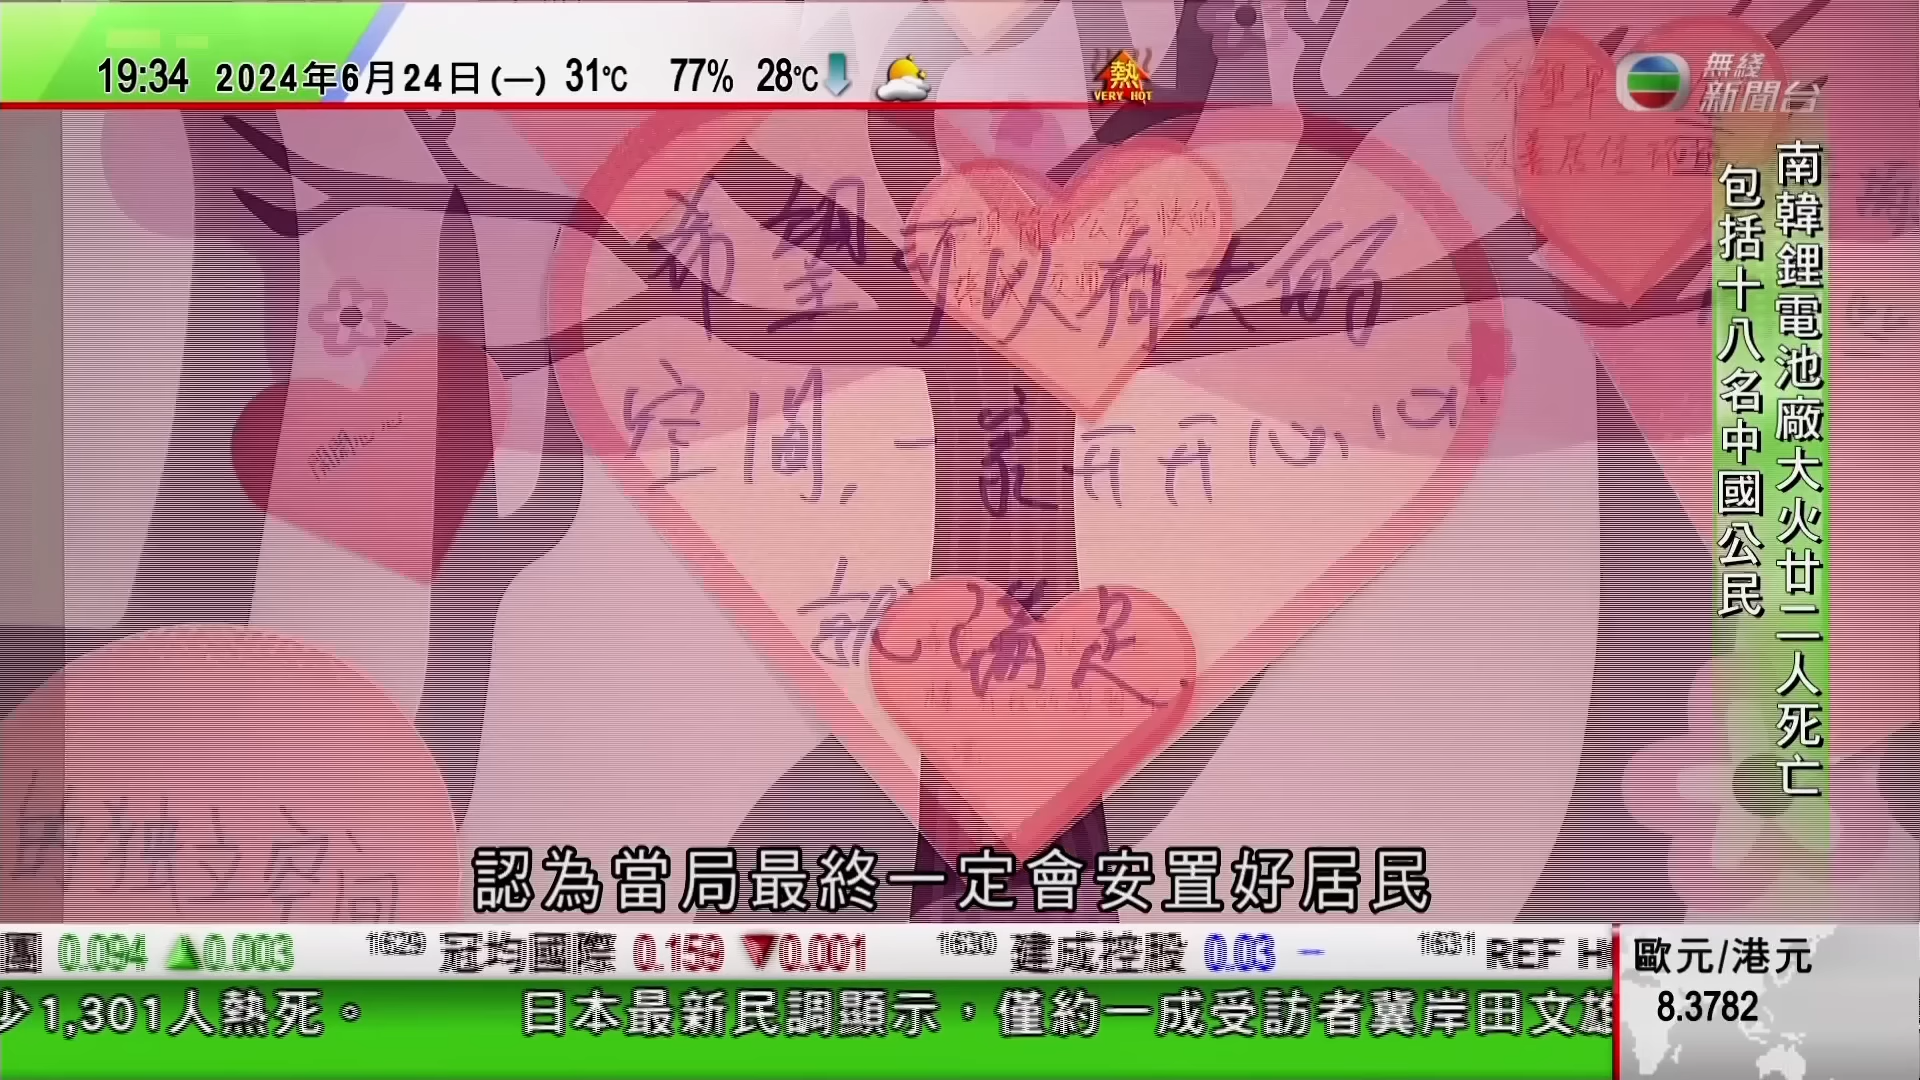 19:34 2024年6月24日(一) 31℃ 77% 28℃
熱
VERY HOT
無綫
新聞台
南韓鋰電池廠大火廿二人死亡
包括十八名中國公民
希望可以有大的
空間,一家开开心心
就滿足
的独立空间
認為當局最終一定會安置好居民
團 0.094 ▲0.003 1629 冠均國際 0.159 ▼0.001 1630 建成控股 0.03 – 1631 REF H
少1,301人熱死。 日本最新民調顯示,僅約一成受訪者冀岸田文雄
歐元/港元
8.3782